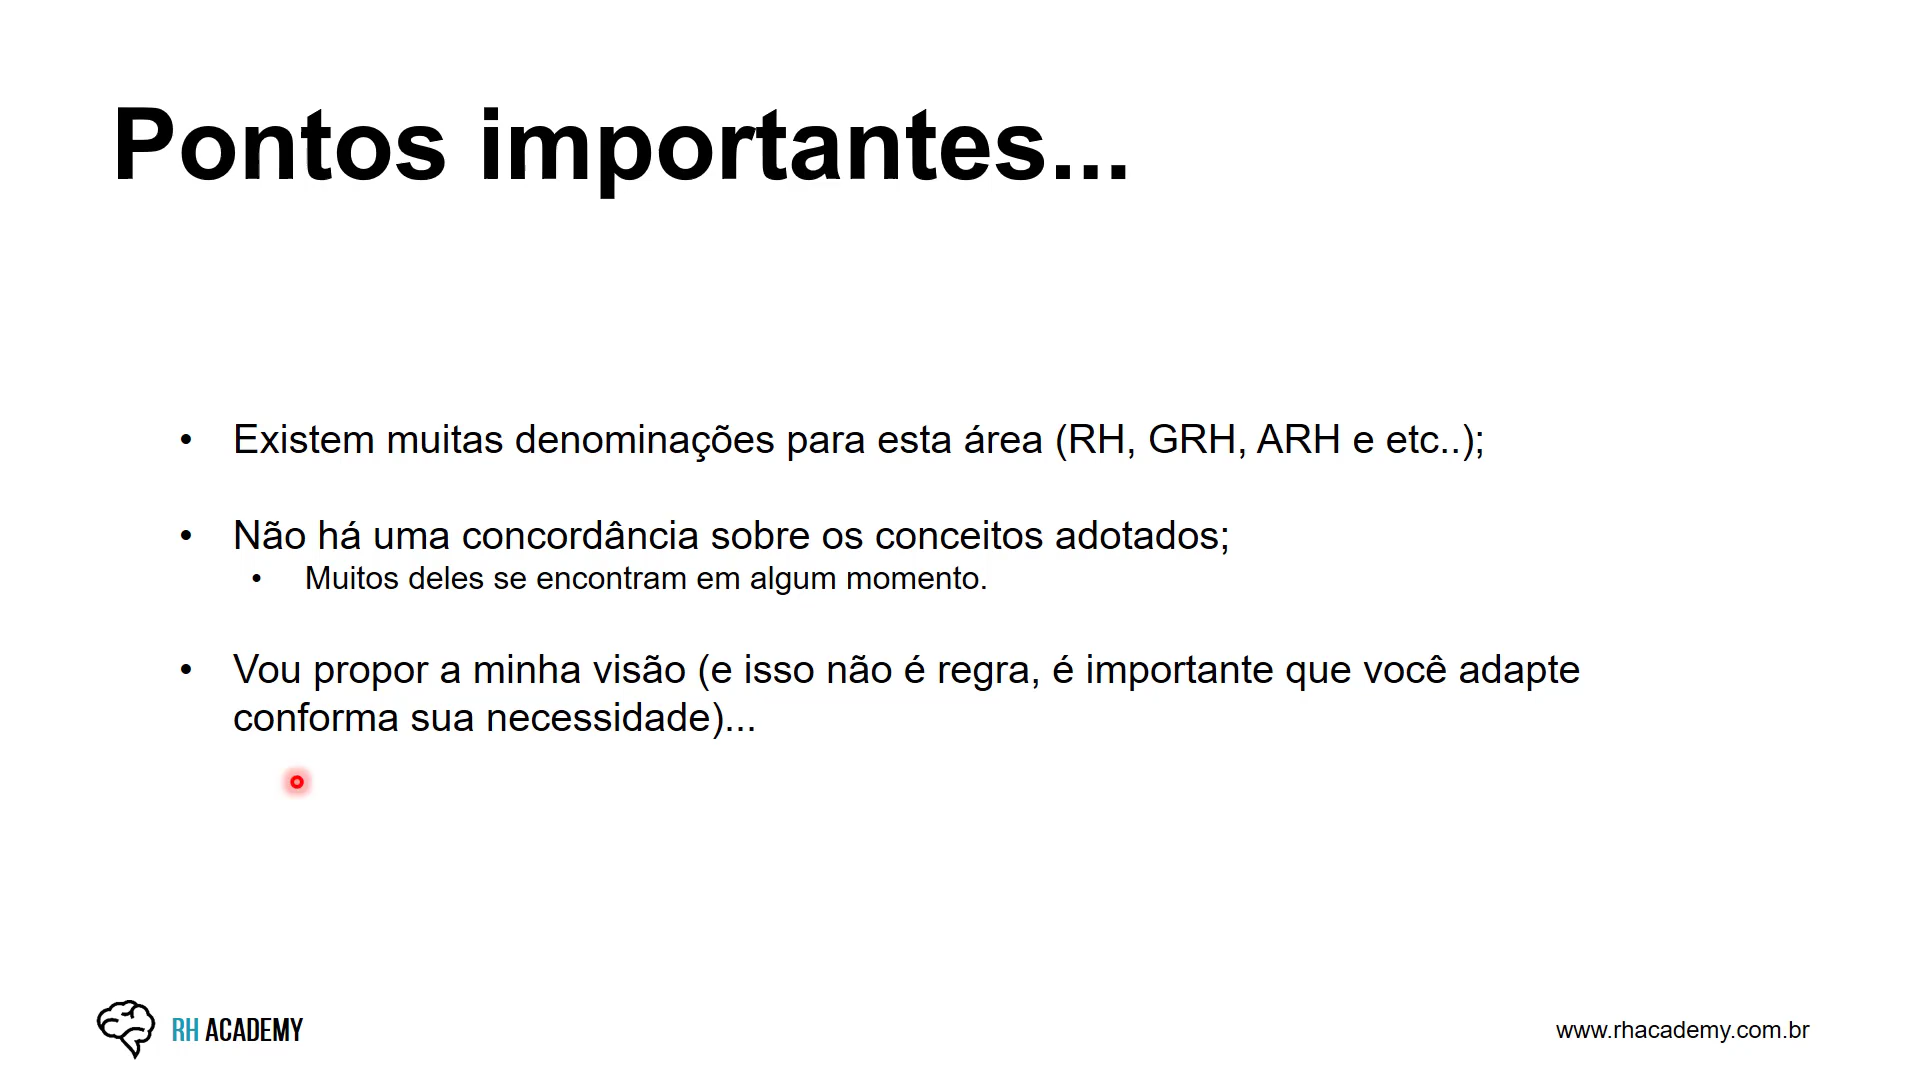 Pontos importantes...
• Existem muitas denominações para esta área (RH, GRH, ARH e etc..);
• Não há uma concordância sobre os conceitos adotados;
• Muitos deles se encontram em algum momento.
• Vou propor a minha visão (e isso não é regra, é importante que você adapte
conforma sua necessidade)...
RH ACADEMY
www.rhacademy.com.br